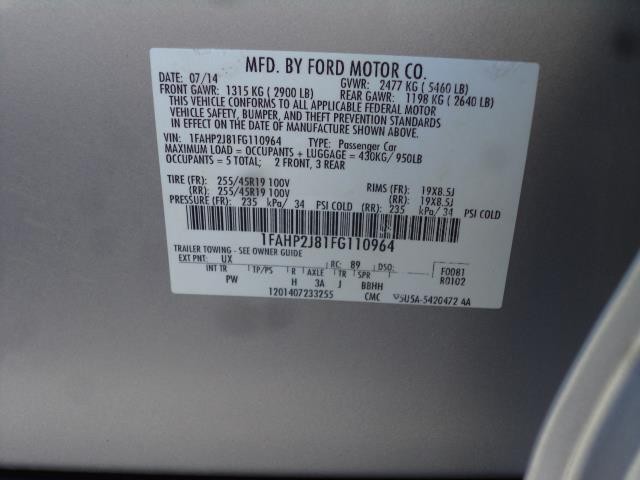 MFD. BY FORD MOTOR CO.
DATE: 07/14 GVWR: 2477 KG ( 5460 LB)
FRONT GAWR: 1315 KG ( 2900 LB) REAR GAWR: 1198 KG ( 2640 LB)
THIS VEHICLE CONFORMS TO ALL APPLICABLE FEDERAL MOTOR
VEHICLE SAFETY, BUMPER, AND THEFT PREVENTION STANDARDS
IN EFFECT ON THE DATE OF MANUFACTURE SHOWN ABOVE.
VIN: 1FAHP2J81FG110964 TYPE: Passenger Car
MAXIMUM LOAD = OCCUPANTS + LUGGAGE = 430KG/ 950LB
OCCUPANTS = 5 TOTAL; 2 FRONT, 3 REAR
TIRE (FR): 255/45R19 100V RIMS (FR): 19X8.5J
(RR): 255/45R19 100V (RR): 19X8.5J
PRESSURE (FR): 235 kPa/ 34 PSI COLD (RR): 235 kPa/ 34 PSI COLD
1FAHP2J81FG110964
TRAILER TOWING - SEE OWNER GUIDE
EXT PNT: UX RC: 89 DSO: F0081
INT TR TP/PS R AXLE TR SPR R0102
PW H 3A J BBHH
1201407233255 CMC 5U5A-5420472 AA